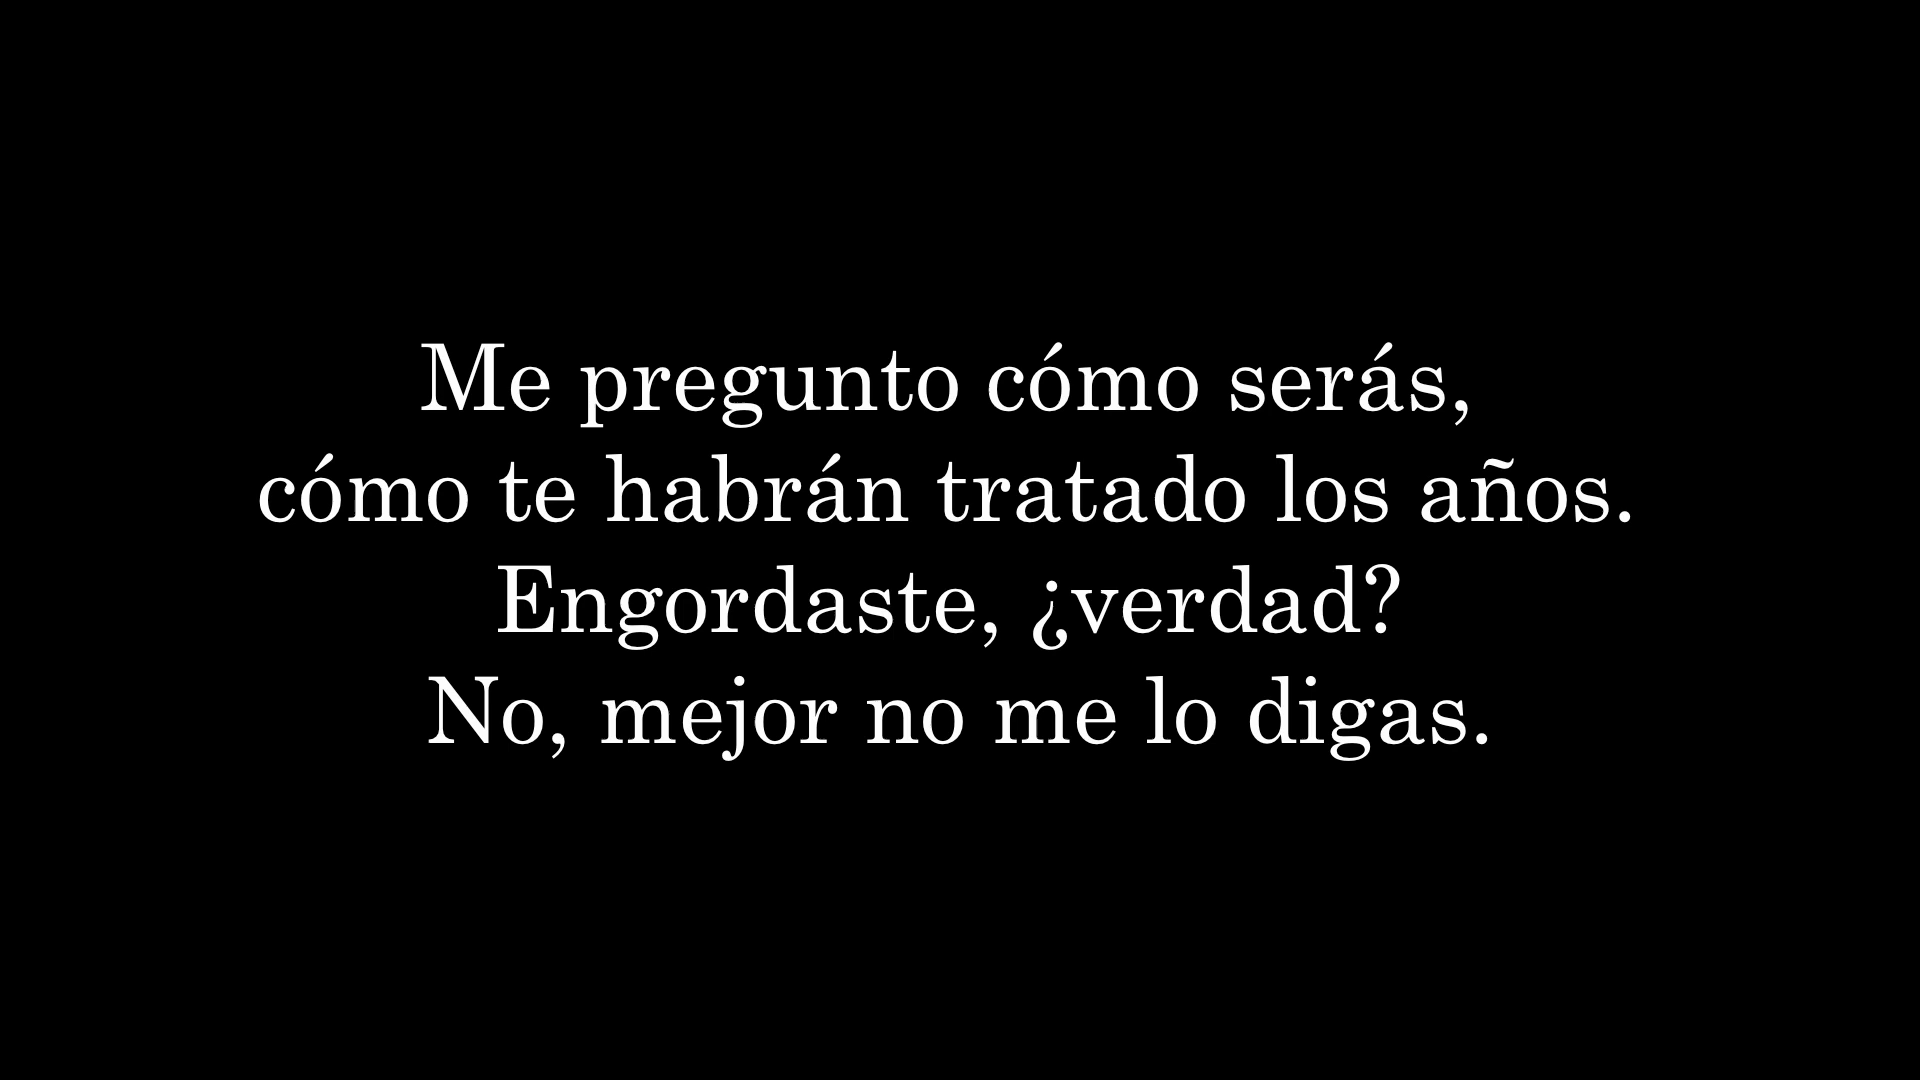 Me pregunto cómo serás,
cómo te habrán tratado los años.
Engordaste, ¿verdad?
No, mejor no me lo digas.